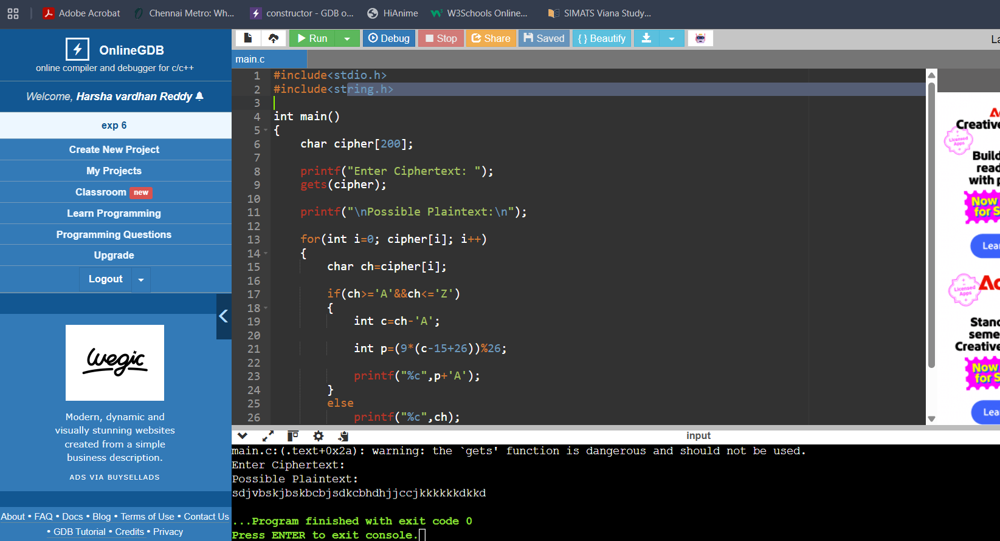 Adobe Acrobat
Chennai Metro: Wh...
constructor - GDB o...
HiAnime
W3Schools Online...
SIMATS Viana Study...
OnlineGDB
online compiler and debugger for c/c++
Welcome, Harsha vardhan Reddy
exp 6
Create New Project
My Projects
Classroom new
Learn Programming
Programming Questions
Upgrade
Logout
wegic
Modern, dynamic and
visually stunning websites
created from a simple
business description.
ADS VIA BUYSELLADS
About • FAQ • Docs • Blog • Terms of Use • Contact Us
• GDB Tutorial • Credits • Privacy
Run
Debug
Stop
Share
Saved
{ } Beautify
La
main.c
1 #include<stdio.h>
2 #include<string.h>
3
4 int main()
5 {
6 char cipher[200];
7
8 printf("Enter Ciphertext: ");
9 gets(cipher);
10
11 printf("\nPossible Plaintext:\n");
12
13 for(int i=0; cipher[i]; i++)
14 {
15 char ch=cipher[i];
16
17 if(ch>='A'&&ch<='Z')
18 {
19 int c=ch-'A';
20
21 int p=(9*(c-15+26))%26;
22
23 printf("%c",p+'A');
24 }
25 else
26 printf("%c",ch);
input
main.c:(.text+0x2a): warning: the `gets' function is dangerous and should not be used.
Enter Ciphertext:
Possible Plaintext:
sdjvbskjbskbcbjsdkcbhdhjjccjkkkkkkdkkd
...Program finished with exit code 0
Press ENTER to exit console.
Creative
Licensed
Apps
Build
read
with p
Now
for S
Lear
Licensed
Apps
Ac
Stand
seme
Creative
Now
for S
Lear